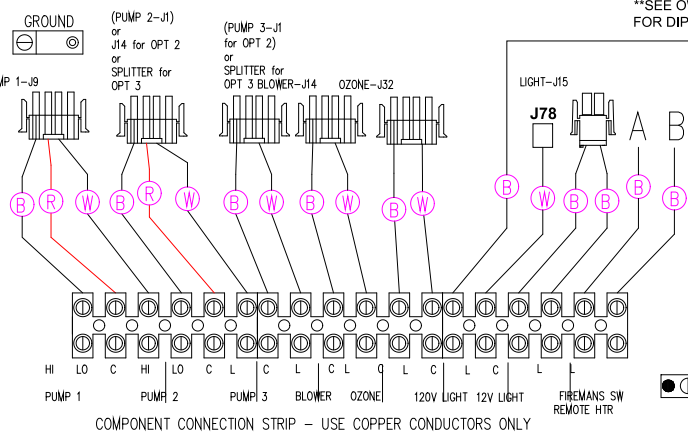 **SEE OW
FOR DIP
GROUND
(PUMP 2-J1)
or
J14 for OPT 2
or
SPLITTER for
OPT 3
(PUMP 3-J1
for OPT 2)
or
SPLITTER for
OPT 3 BLOWER-J14 OZONE-J32
MP 1-J9
LIGHT-J15
J78
A B
B R W B R W B B B W B W B W B B B B
HI LO C HI LO C L C L C L C L C L C L L
PUMP 1 PUMP 2 PUMP 3 BLOWER OZONE 120V LIGHT 12V LIGHT FIREMANS SW
REMOTE HTR
COMPONENT CONNECTION STRIP – USE COPPER CONDUCTORS ONLY